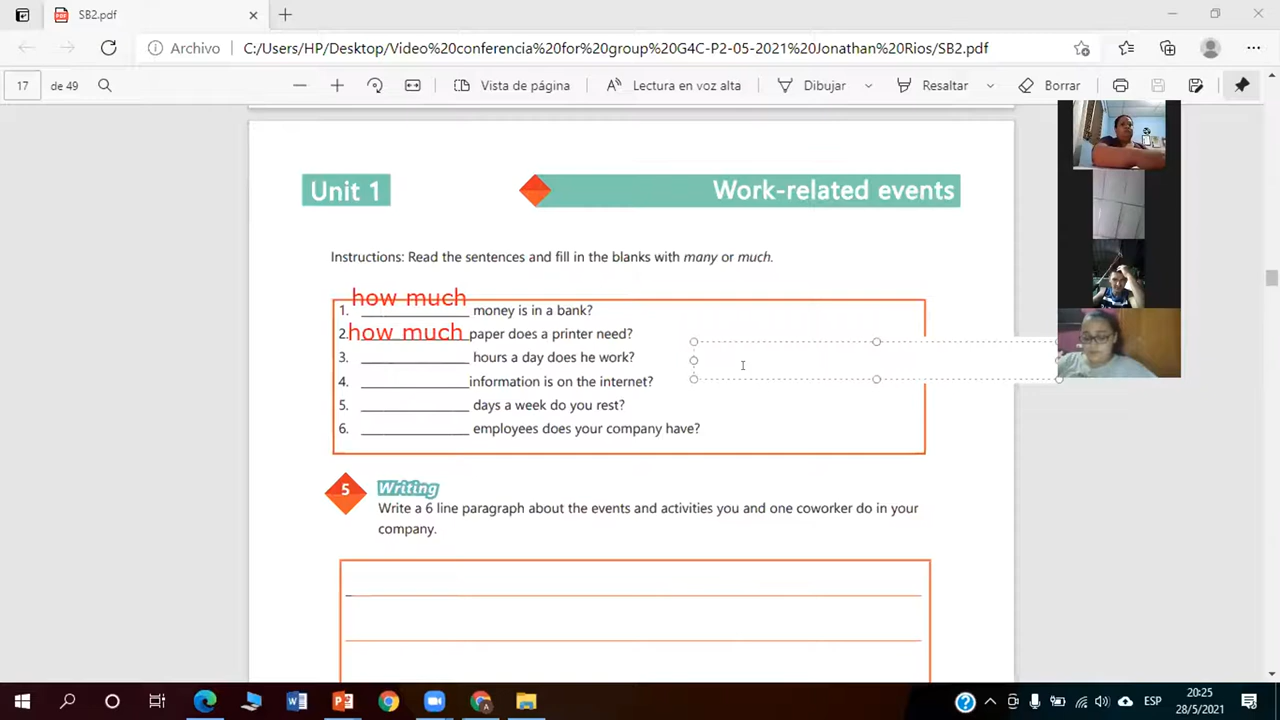 SB2.pdf
Archivo C:/Users/HP/Desktop/Video%20conferencia%20for%20group%20G4C-P2-05-2021%20Jonathan%20Rios/SB2.pdf
17 de 49 Vista de página Lectura en voz alta Dibujar Resaltar Borrar
Unit 1 Work-related events
Instructions: Read the sentences and fill in the blanks with many or much.
how much
1. ______________ money is in a bank?
2. how much paper does a printer need?
3. ______________ hours a day does he work?
4. ______________information is on the internet?
5. ______________ days a week do you rest?
6. ______________ employees does your company have?
5 Writing
Write a 6 line paragraph about the events and activities you and one coworker do in your
company.
ESP 20:25
28/5/2021